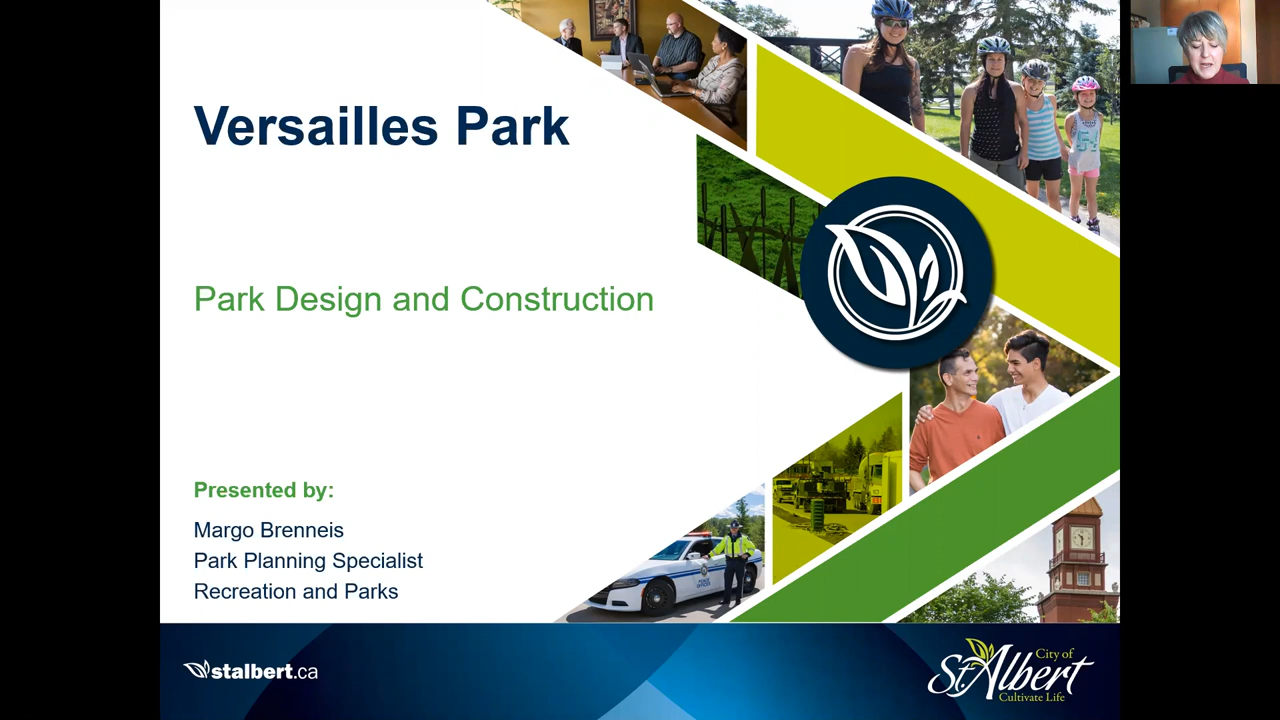 Versailles Park
Park Design and Construction
Presented by:
Margo Brenneis
Park Planning Specialist
Recreation and Parks
stalbert.ca
City of
St. Albert
Cultivate Life